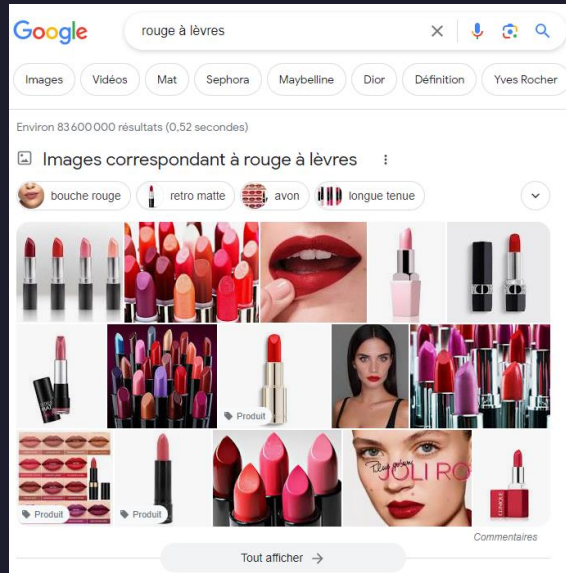 Google
rouge à lèvres
Images Vidéos Mat Sephora Maybelline Dior Définition Yves Rocher
Environ 83 600 000 résultats (0,52 secondes)
Images correspondant à rouge à lèvres
bouche rouge retro matte avon longue tenue
Produit
JOLI RO
Produit Produit CLINIQUE
Commentaires
Tout afficher